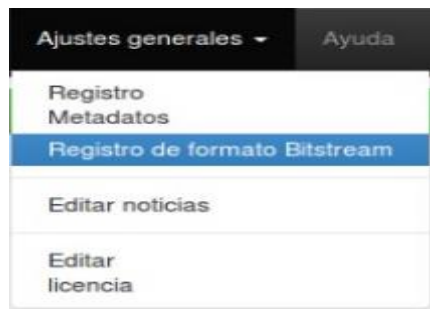 Ajustes generales Ayuda
Registro
Metadatos
Registro de formato Bitstream
Editar noticias
Editar
licencia